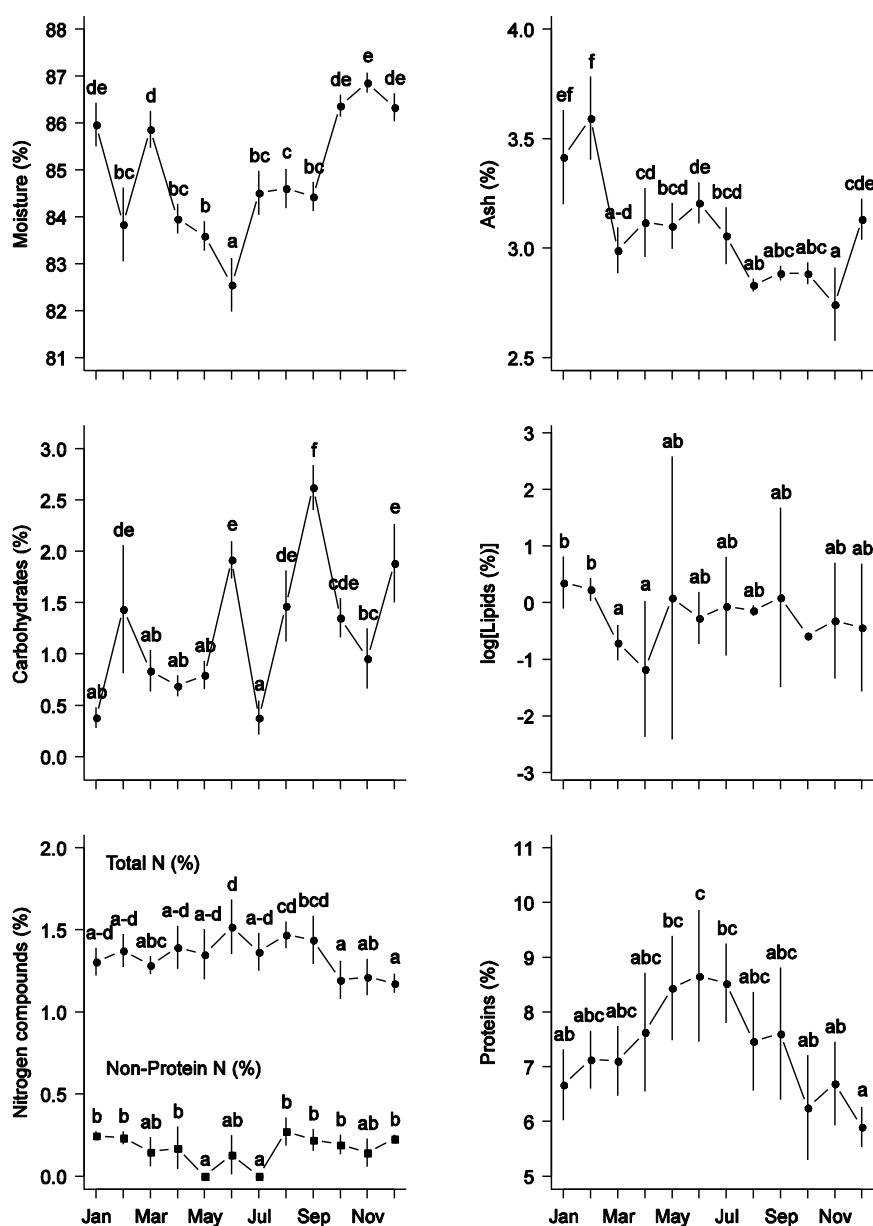 88
87
86
85
84
83
82
81
Moisture (%)
de
bc
d
bc
b
a
bc
c
bc
de
e
de
4.0
3.5
3.0
2.5
Ash (%)
ef
f
a-d
cd
bcd
de
bcd
ab
abc
abc
a
cde
3.0
2.5
2.0
1.5
1.0
0.5
0.0
Carbohydrates (%)
ab
de
ab
ab
ab
e
a
de
f
cde
bc
e
3
2
1
0
-1
-2
-3
log[Lipids (%)]
b
b
a
a
ab
ab
ab
ab
ab
ab
ab
2.0
1.5
1.0
0.5
0.0
Nitrogen compounds (%)
Total N (%)
a-d
a-d
abc
a-d
a-d
d
a-d
cd
bcd
a
ab
a
Non-Protein N (%)
b
b
ab
b
a
ab
a
b
b
b
ab
b
Jan Mar May Jul Sep Nov
11
10
9
8
7
6
5
Proteins (%)
ab
abc
abc
abc
bc
c
bc
abc
abc
ab
ab
a
Jan Mar May Jul Sep Nov